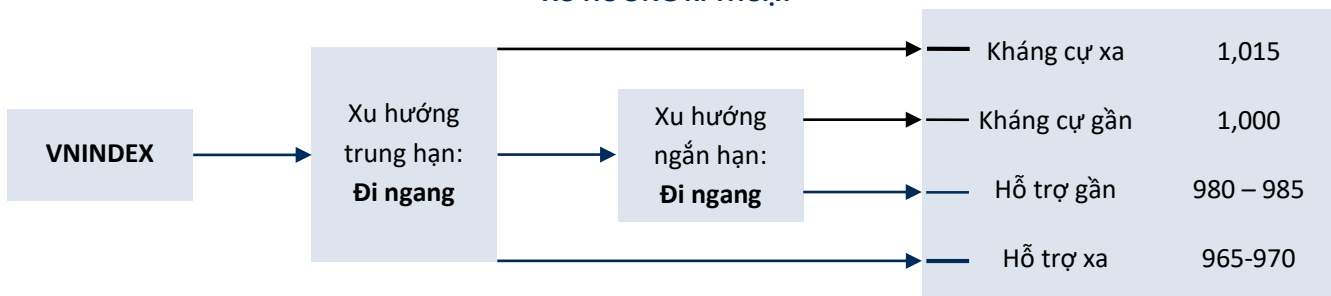 VNINDEX
Xu hướng
trung hạn:
Đi ngang
Xu hướng
ngắn hạn:
Đi ngang
Kháng cự xa 1,015
Kháng cự gần 1,000
Hỗ trợ gần 980 – 985
Hỗ trợ xa 965-970